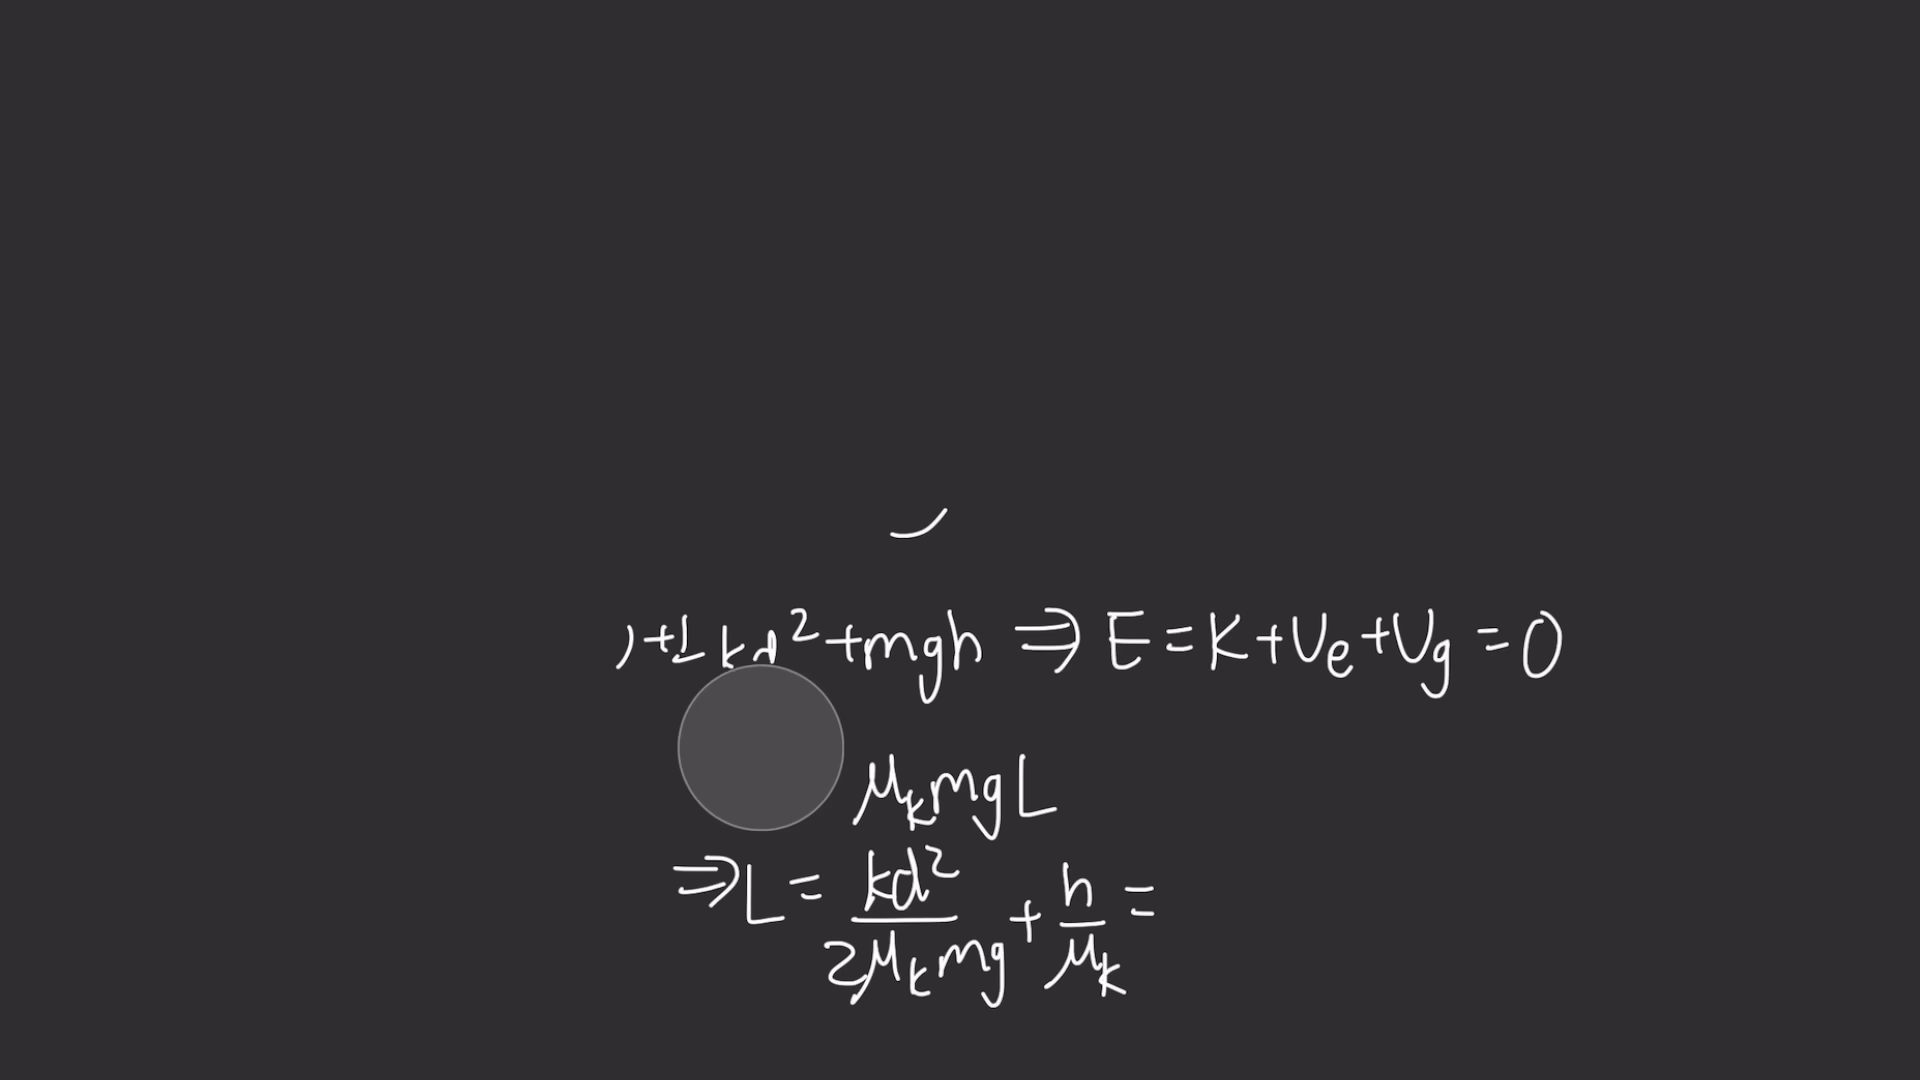 +½kd²+mgh ⇒ E=K+Ue+Ug=0
μₖmgL
⇒L= kd²/2μₖmg + h/μₖ =